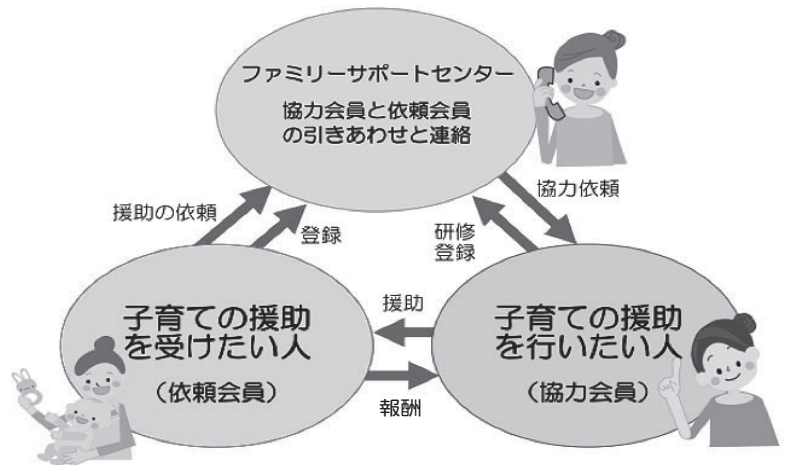 ファミリーサポートセンター
協力会員と依頼会員
の引きあわせと連絡
援助の依頼
登録
研修
登録
協力依頼
子育ての援助
を受けたい人
（依頼会員）
援助
報酬
子育ての援助
を行いたい人
（協力会員）